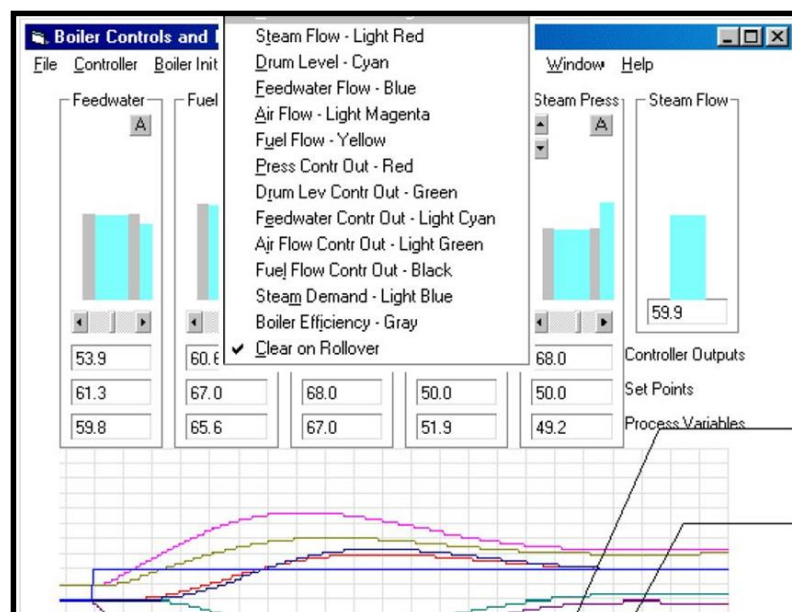 Boiler Controls and
File Controller Boiler Init Window Help
Steam Flow - Light Red
Drum Level - Cyan
Feedwater Flow - Blue
Air Flow - Light Magenta
Fuel Flow - Yellow
Press Contr Out - Red
Drum Lev Contr Out - Green
Feedwater Contr Out - Light Cyan
Air Flow Contr Out - Light Green
Fuel Flow Contr Out - Black
Steam Demand - Light Blue
Boiler Efficiency - Gray
✓ Clear on Rollover
Feedwater Fuel Steam Press Steam Flow
A A
59.9
53.9 60.6 68.0 Controller Outputs
61.3 67.0 68.0 50.0 50.0 Set Points
59.8 65.6 67.0 51.9 49.2 Process Variables